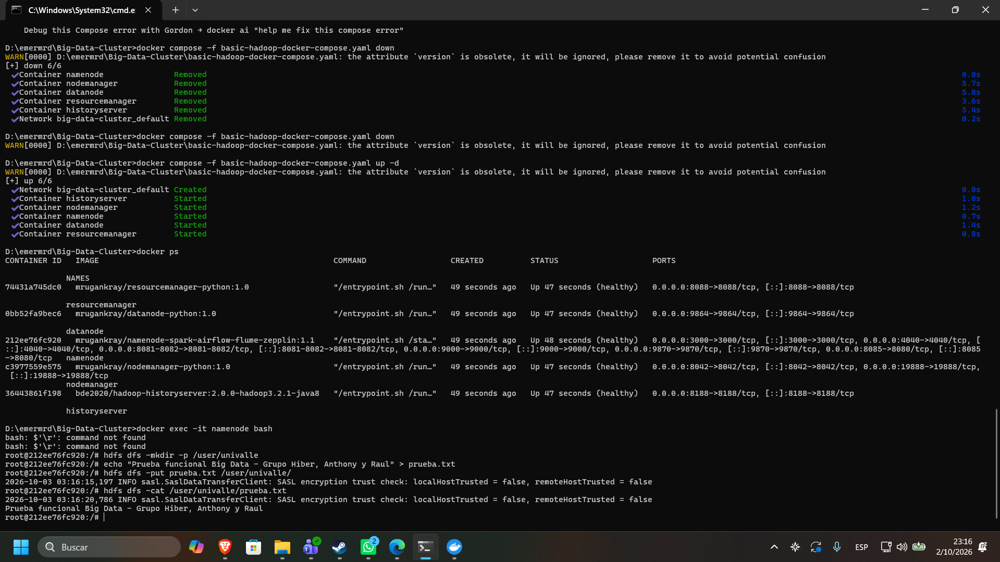 C:\Windows\System32\cmd.e
Debug this Compose error with Gordon → docker ai "help me fix this compose error"
D:\emermrd\Big-Data-Cluster>docker compose -f basic-hadoop-docker-compose.yaml down
WARN[0000] D:\emermrd\Big-Data-Cluster\basic-hadoop-docker-compose.yaml: the attribute `version` is obsolete, it will be ignored, please remove it to avoid potential confusion
[+] down 6/6
✔Container namenode Removed 0.0s
✔Container nodemanager Removed 5.7s
✔Container datanode Removed 5.8s
✔Container resourcemanager Removed 3.6s
✔Container historyserver Removed 5.4s
✔Network big-data-cluster_default Removed 0.2s
D:\emermrd\Big-Data-Cluster>docker compose -f basic-hadoop-docker-compose.yaml down
WARN[0000] D:\emermrd\Big-Data-Cluster\basic-hadoop-docker-compose.yaml: the attribute `version` is obsolete, it will be ignored, please remove it to avoid potential confusion
D:\emermrd\Big-Data-Cluster>docker compose -f basic-hadoop-docker-compose.yaml up -d
WARN[0000] D:\emermrd\Big-Data-Cluster\basic-hadoop-docker-compose.yaml: the attribute `version` is obsolete, it will be ignored, please remove it to avoid potential confusion
[+] up 6/6
✔Network big-data-cluster_default Created 0.0s
✔Container historyserver Started 1.0s
✔Container nodemanager Started 1.2s
✔Container namenode Started 0.7s
✔Container datanode Started 1.4s
✔Container resourcemanager Started 0.8s
D:\emermrd\Big-Data-Cluster>docker ps
CONTAINER ID IMAGE COMMAND CREATED STATUS PORTS
NAMES
74431a745dc0 mrugankray/resourcemanager-python:1.0 "/entrypoint.sh /run…" 49 seconds ago Up 47 seconds (healthy) 0.0.0.0:8088->8088/tcp, [::]:8088->8088/tcp
resourcemanager
0bb52fa9bec6 mrugankray/datanode-python:1.0 "/entrypoint.sh /run…" 49 seconds ago Up 47 seconds (healthy) 0.0.0.0:9864->9864/tcp, [::]:9864->9864/tcp
datanode
212ee76fc920 mrugankray/namenode-spark-airflow-flume-zepplin:1.1 "/entrypoint.sh /sta…" 49 seconds ago Up 48 seconds (healthy) 0.0.0.0:3000->3000/tcp, [::]:3000->3000/tcp, 0.0.0.0:4040->4040/tcp, [
::]:4040->4040/tcp, 0.0.0.0:8081-8082->8081-8082/tcp, [::]:8081-8082->8081-8082/tcp, 0.0.0.0:9000->9000/tcp, [::]:9000->9000/tcp, 0.0.0.0:9870->9870/tcp, [::]:9870->9870/tcp, 0.0.0.0:8085->8080/tcp, [::]:8085
->8080/tcp namenode
c3977559e575 mrugankray/nodemanager-python:1.0 "/entrypoint.sh /run…" 49 seconds ago Up 47 seconds (healthy) 0.0.0.0:8042->8042/tcp, [::]:8042->8042/tcp, 0.0.0.0:19888->19888/tcp,
[::]:19888->19888/tcp
nodemanager
36443861f198 bde2020/hadoop-historyserver:2.0.0-hadoop3.2.1-java8 "/entrypoint.sh /run…" 49 seconds ago Up 47 seconds (healthy) 0.0.0.0:8188->8188/tcp, [::]:8188->8188/tcp
historyserver
D:\emermrd\Big-Data-Cluster>docker exec -it namenode bash
bash: $'\r': command not found
bash: $'\r': command not found
root@212ee76fc920:/# hdfs dfs -mkdir -p /user/univalle
root@212ee76fc920:/# echo "Prueba funcional Big Data - Grupo Hiber, Anthony y Raul" > prueba.txt
root@212ee76fc920:/# hdfs dfs -put prueba.txt /user/univalle/
2026-10-03 03:16:15,197 INFO sasl.SaslDataTransferClient: SASL encryption trust check: localHostTrusted = false, remoteHostTrusted = false
root@212ee76fc920:/# hdfs dfs -cat /user/univalle/prueba.txt
2026-10-03 03:16:20,786 INFO sasl.SaslDataTransferClient: SASL encryption trust check: localHostTrusted = false, remoteHostTrusted = false
Prueba funcional Big Data - Grupo Hiber, Anthony y Raul
root@212ee76fc920:/#
Buscar
2
ESP
23:16
2/10/2026